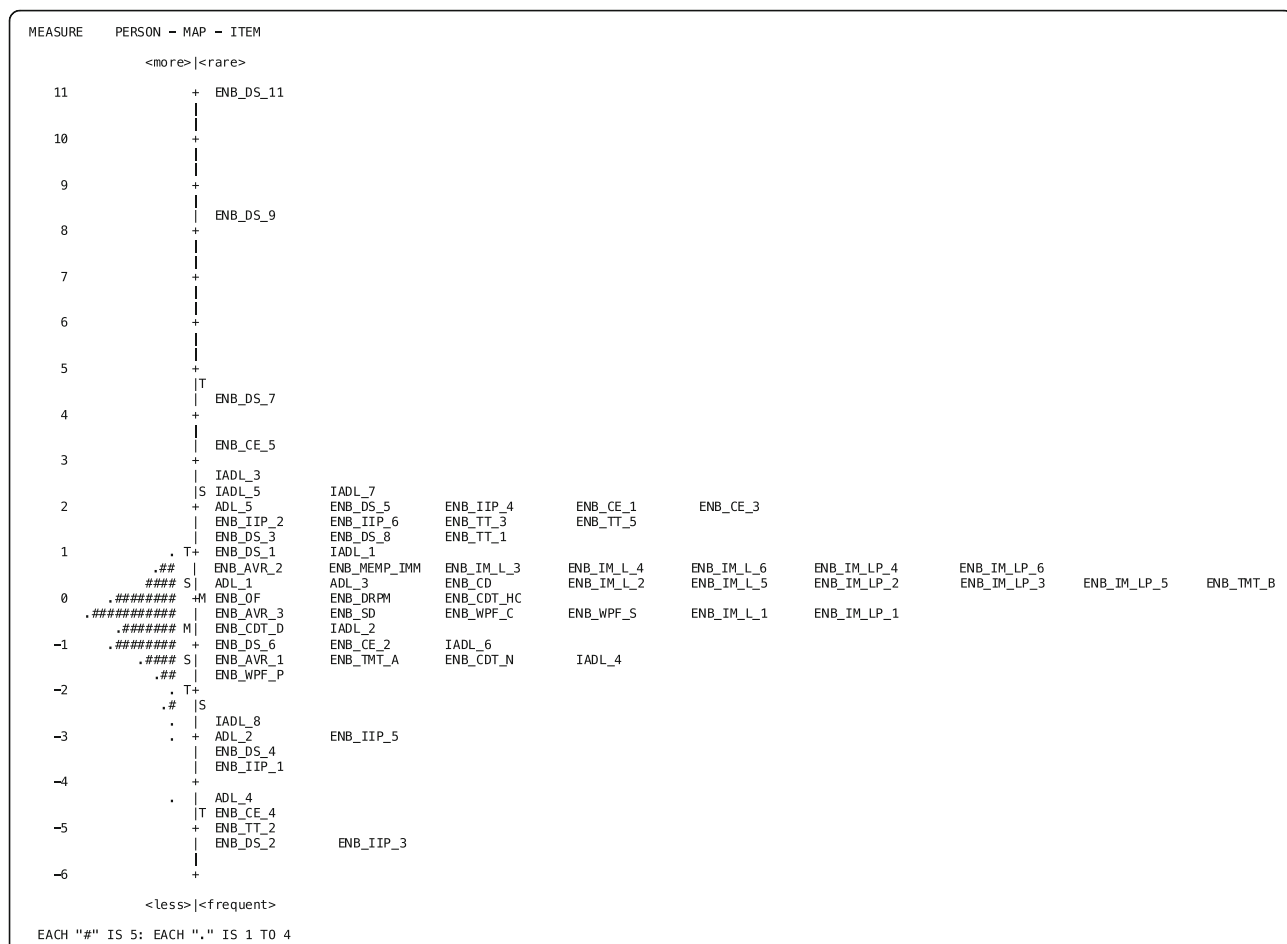 MEASURE    PERSON – MAP – ITEM
<more>|<rare>
11 + ENB_DS_11
|
|
10 +
|
|
9 +
|
| ENB_DS_9
8 +
|
|
7 +
|
|
6 +
|
|
5 +
|T
| ENB_DS_7
4 +
|
| ENB_CE_5
3 +
| IADL_3
|S IADL_5 IADL_7
2 + ADL_5 ENB_DS_5 ENB_IIP_4 ENB_CE_1 ENB_CE_3
| ENB_IIP_2 ENB_IIP_6 ENB_TT_3 ENB_TT_5
| ENB_DS_3 ENB_DS_8 ENB_TT_1
1 . T+ ENB_DS_1 IADL_1
.## | ENB_AVR_2 ENB_MEMP_IMM ENB_IM_L_3 ENB_IM_L_4 ENB_IM_L_6 ENB_IM_LP_4 ENB_IM_LP_6
#### S| ADL_1 ADL_3 ENB_CD ENB_IM_L_2 ENB_IM_L_5 ENB_IM_LP_2 ENB_IM_LP_3 ENB_IM_LP_5 ENB_TMT_B
0 .######## +M ENB_OF ENB_DRPM ENB_CDT_HC
.########### | ENB_AVR_3 ENB_SD ENB_WPF_C ENB_WPF_S ENB_IM_L_1 ENB_IM_LP_1
.####### M| ENB_CDT_D IADL_2
–1 .######## + ENB_DS_6 ENB_CE_2 IADL_6
.#### S| ENB_AVR_1 ENB_TMT_A ENB_CDT_N IADL_4
.## | ENB_WPF_P
–2 . T+
.# |S
. | IADL_8
–3 . + ADL_2 ENB_IIP_5
| ENB_DS_4
| ENB_IIP_1
–4 +
. | ADL_4
|T ENB_CE_4
–5 + ENB_TT_2
| ENB_DS_2 ENB_IIP_3
|
–6 +
<less>|<frequent>
EACH "#" IS 5: EACH "." IS 1 TO 4